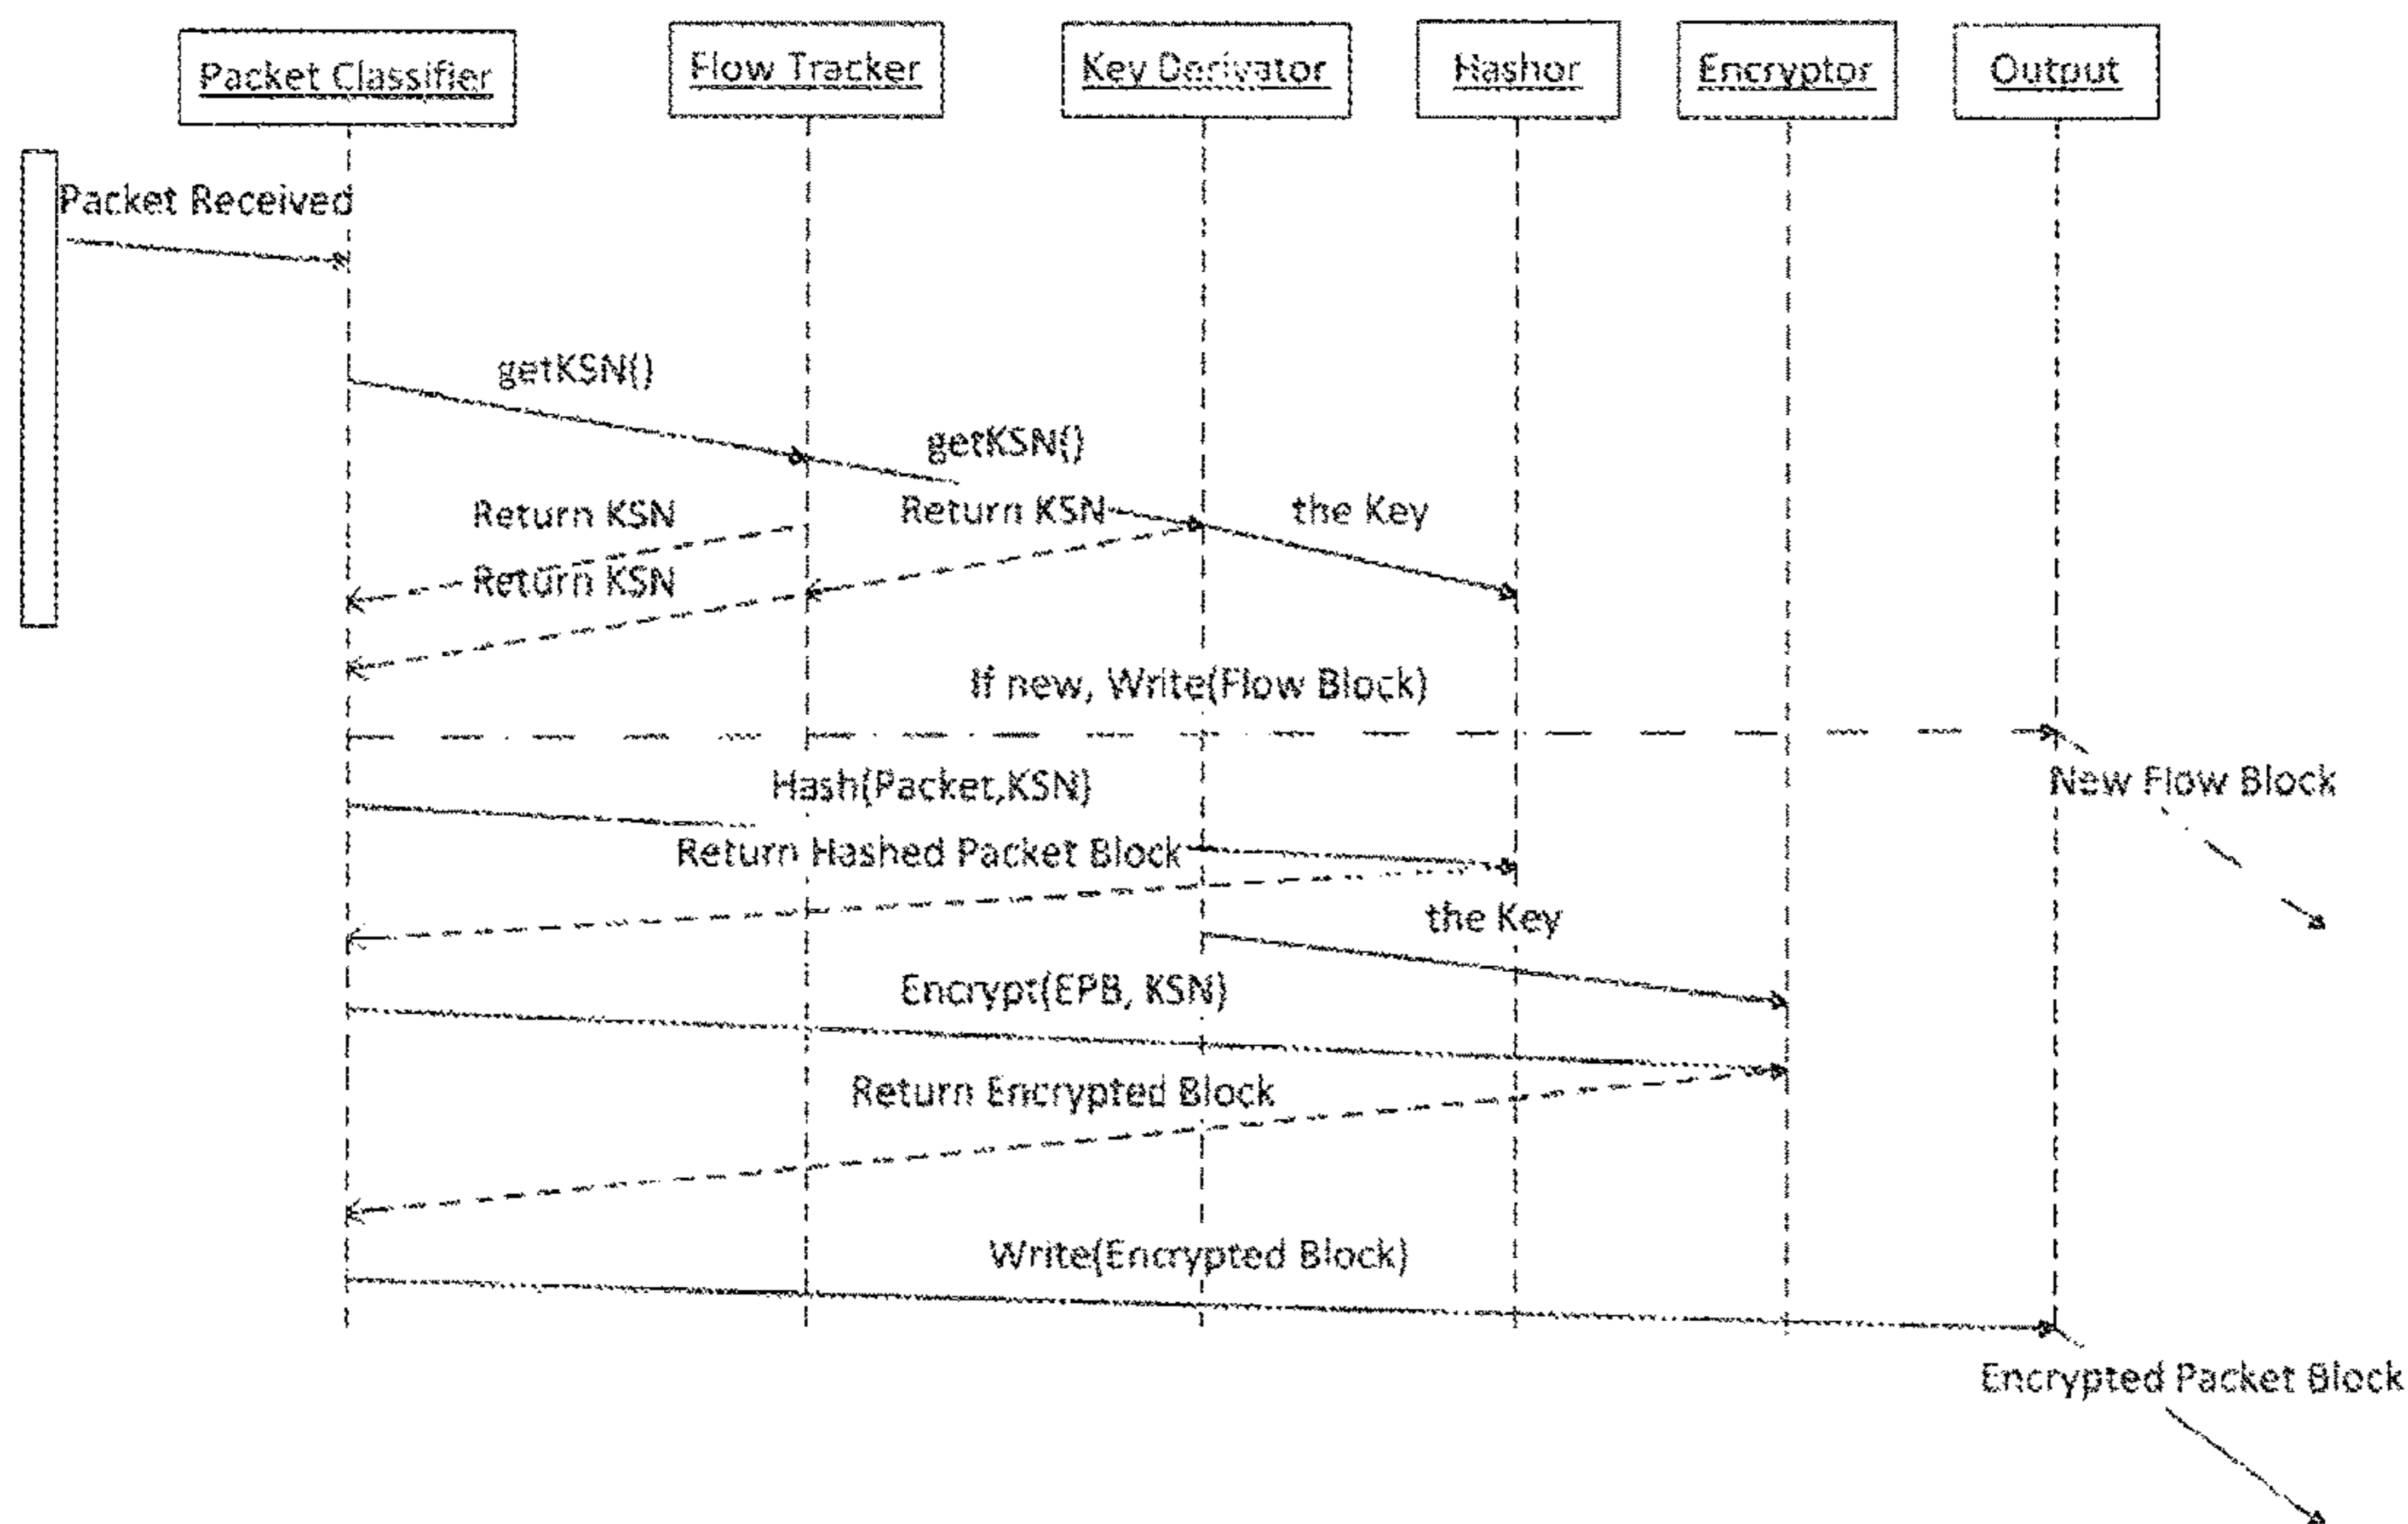 Packet Classifier
Flow Tracker
Key Derivator
Hashor
Encryptor
Output
Packet Received
getKSN()
getKSN()
Return KSN
Return KSN
the Key
Return KSN
If new, Write(Flow Block)
Hash(Packet,KSN)
New Flow Block
Return Hashed Packet Block
the Key
Encrypt(EPB, KSN)
Return Encrypted Block
Write(Encrypted Block)
Encrypted Packet Block